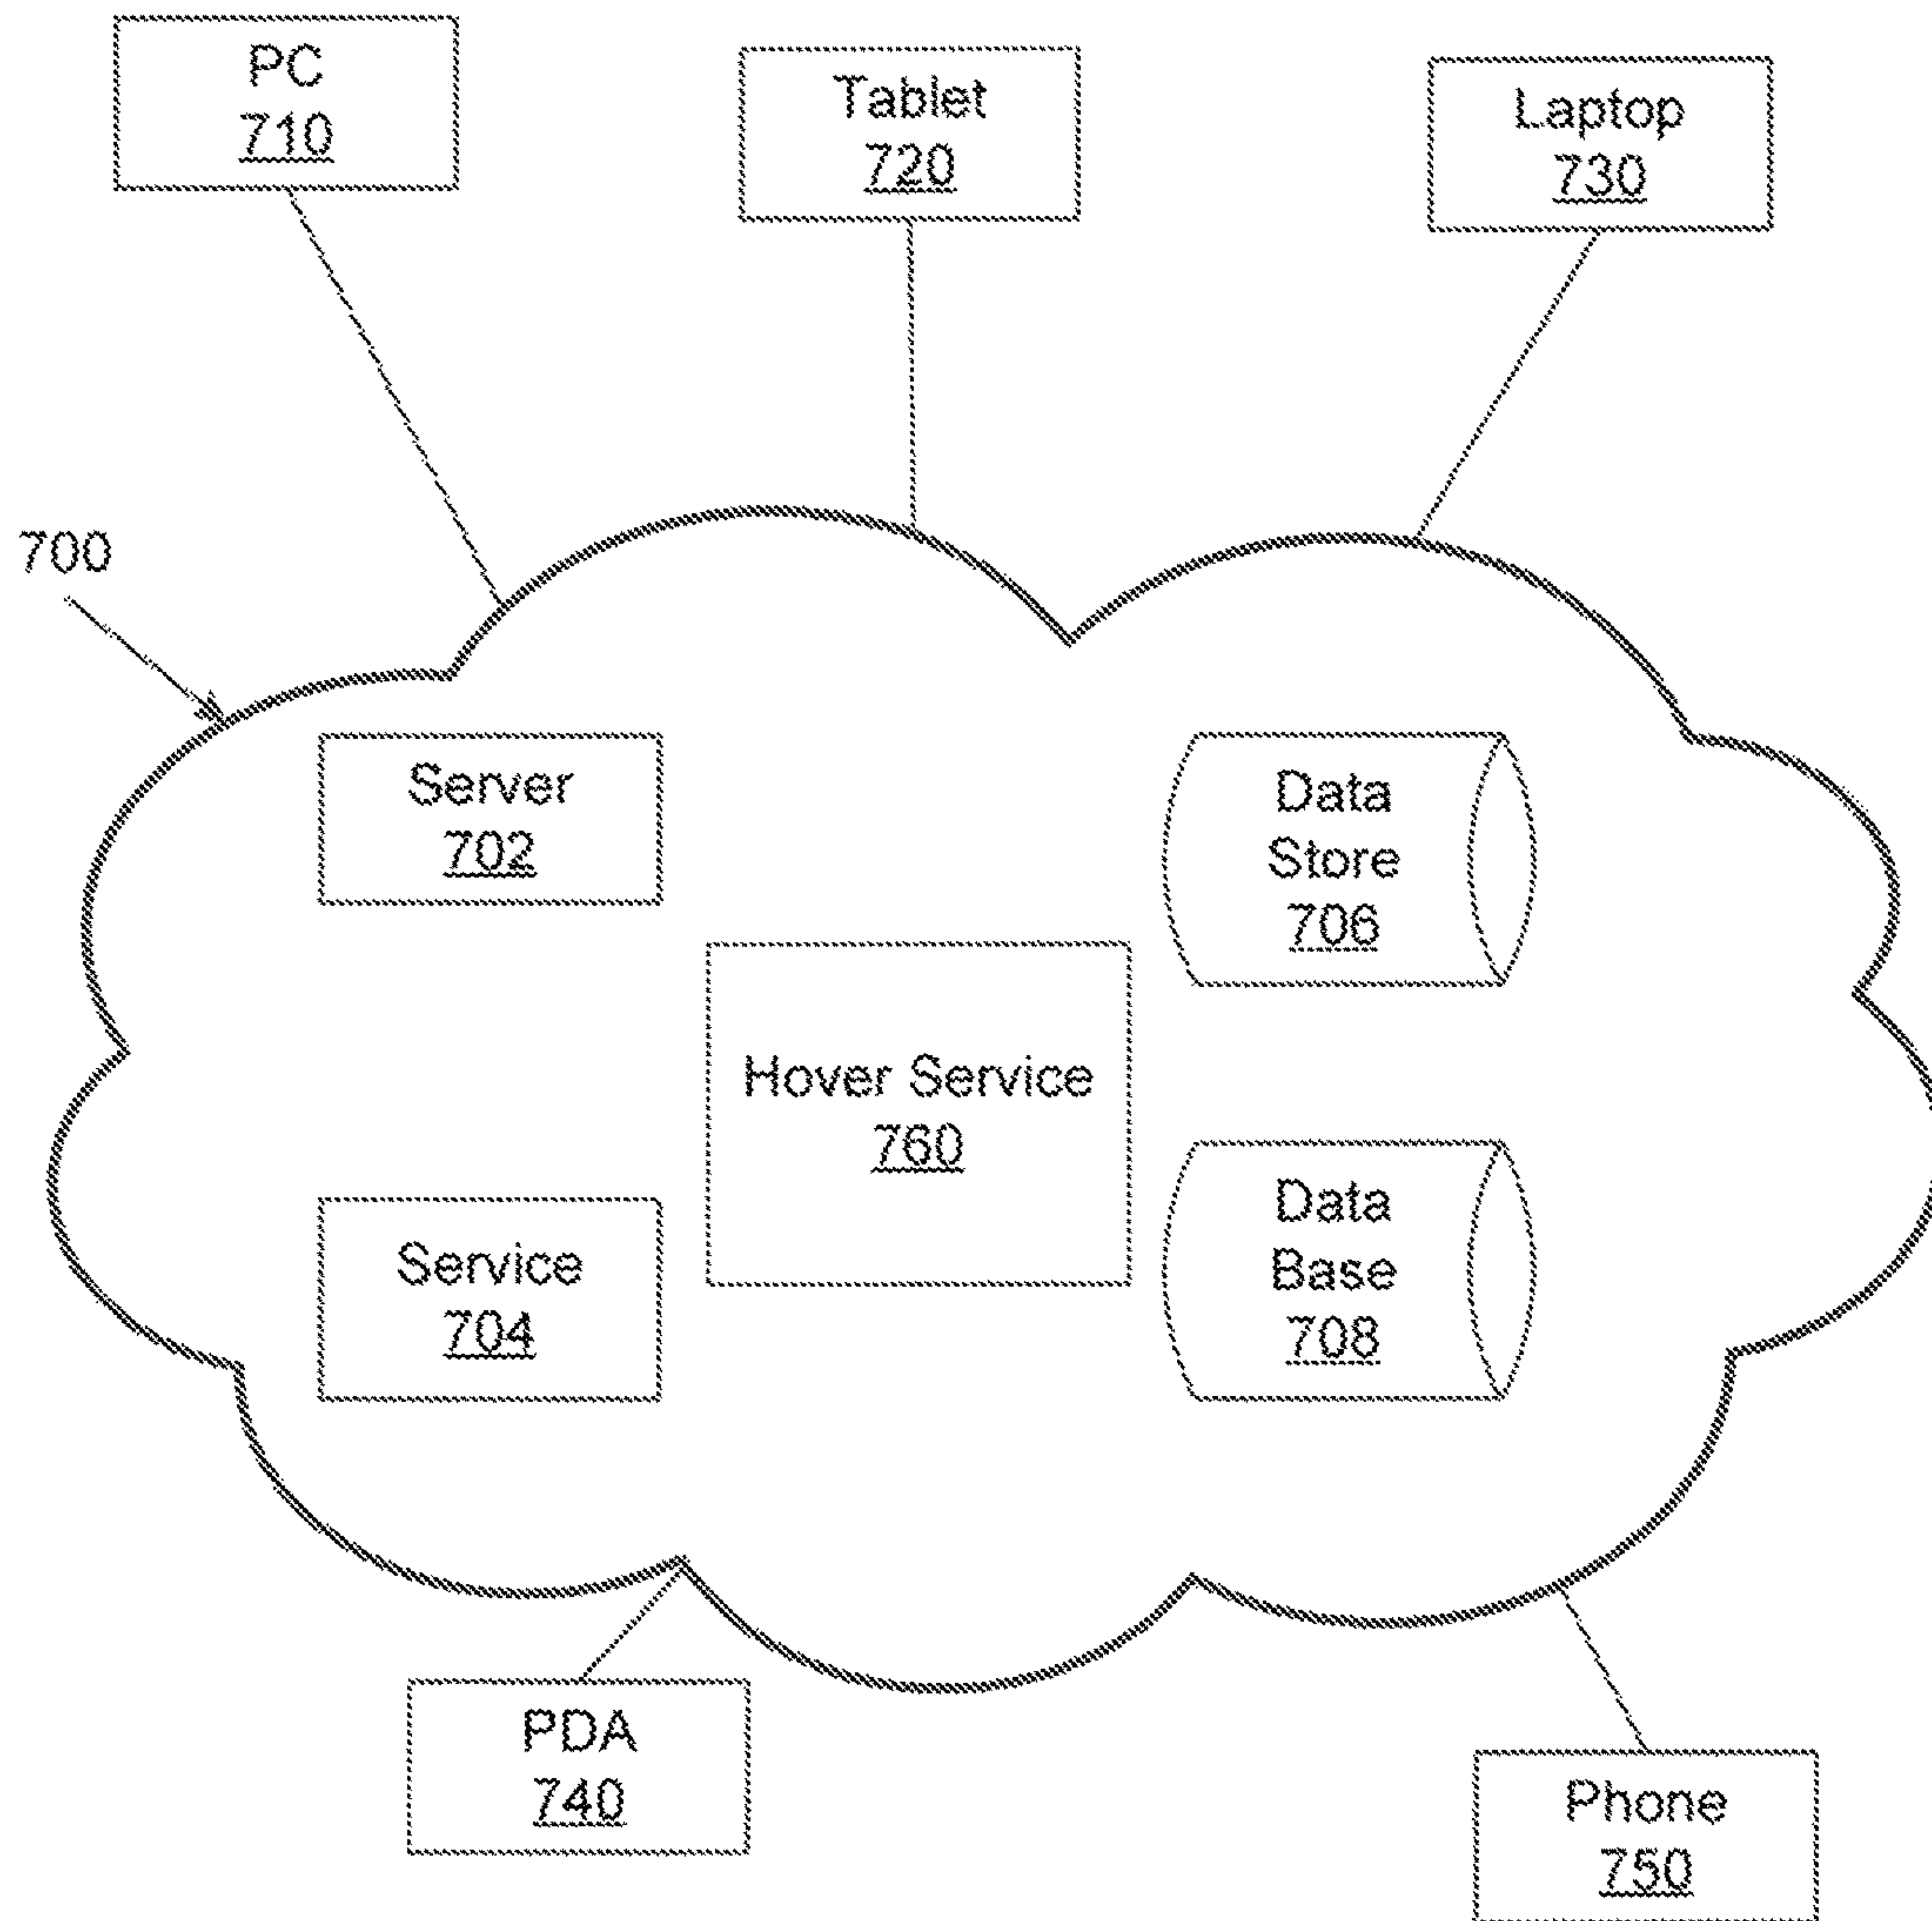 PC
710
Tablet
720
Laptop
730
700
Server
702
Data
Store
706
Hover Service
760
Service
704
Data
Base
708
PDA
740
Phone
750